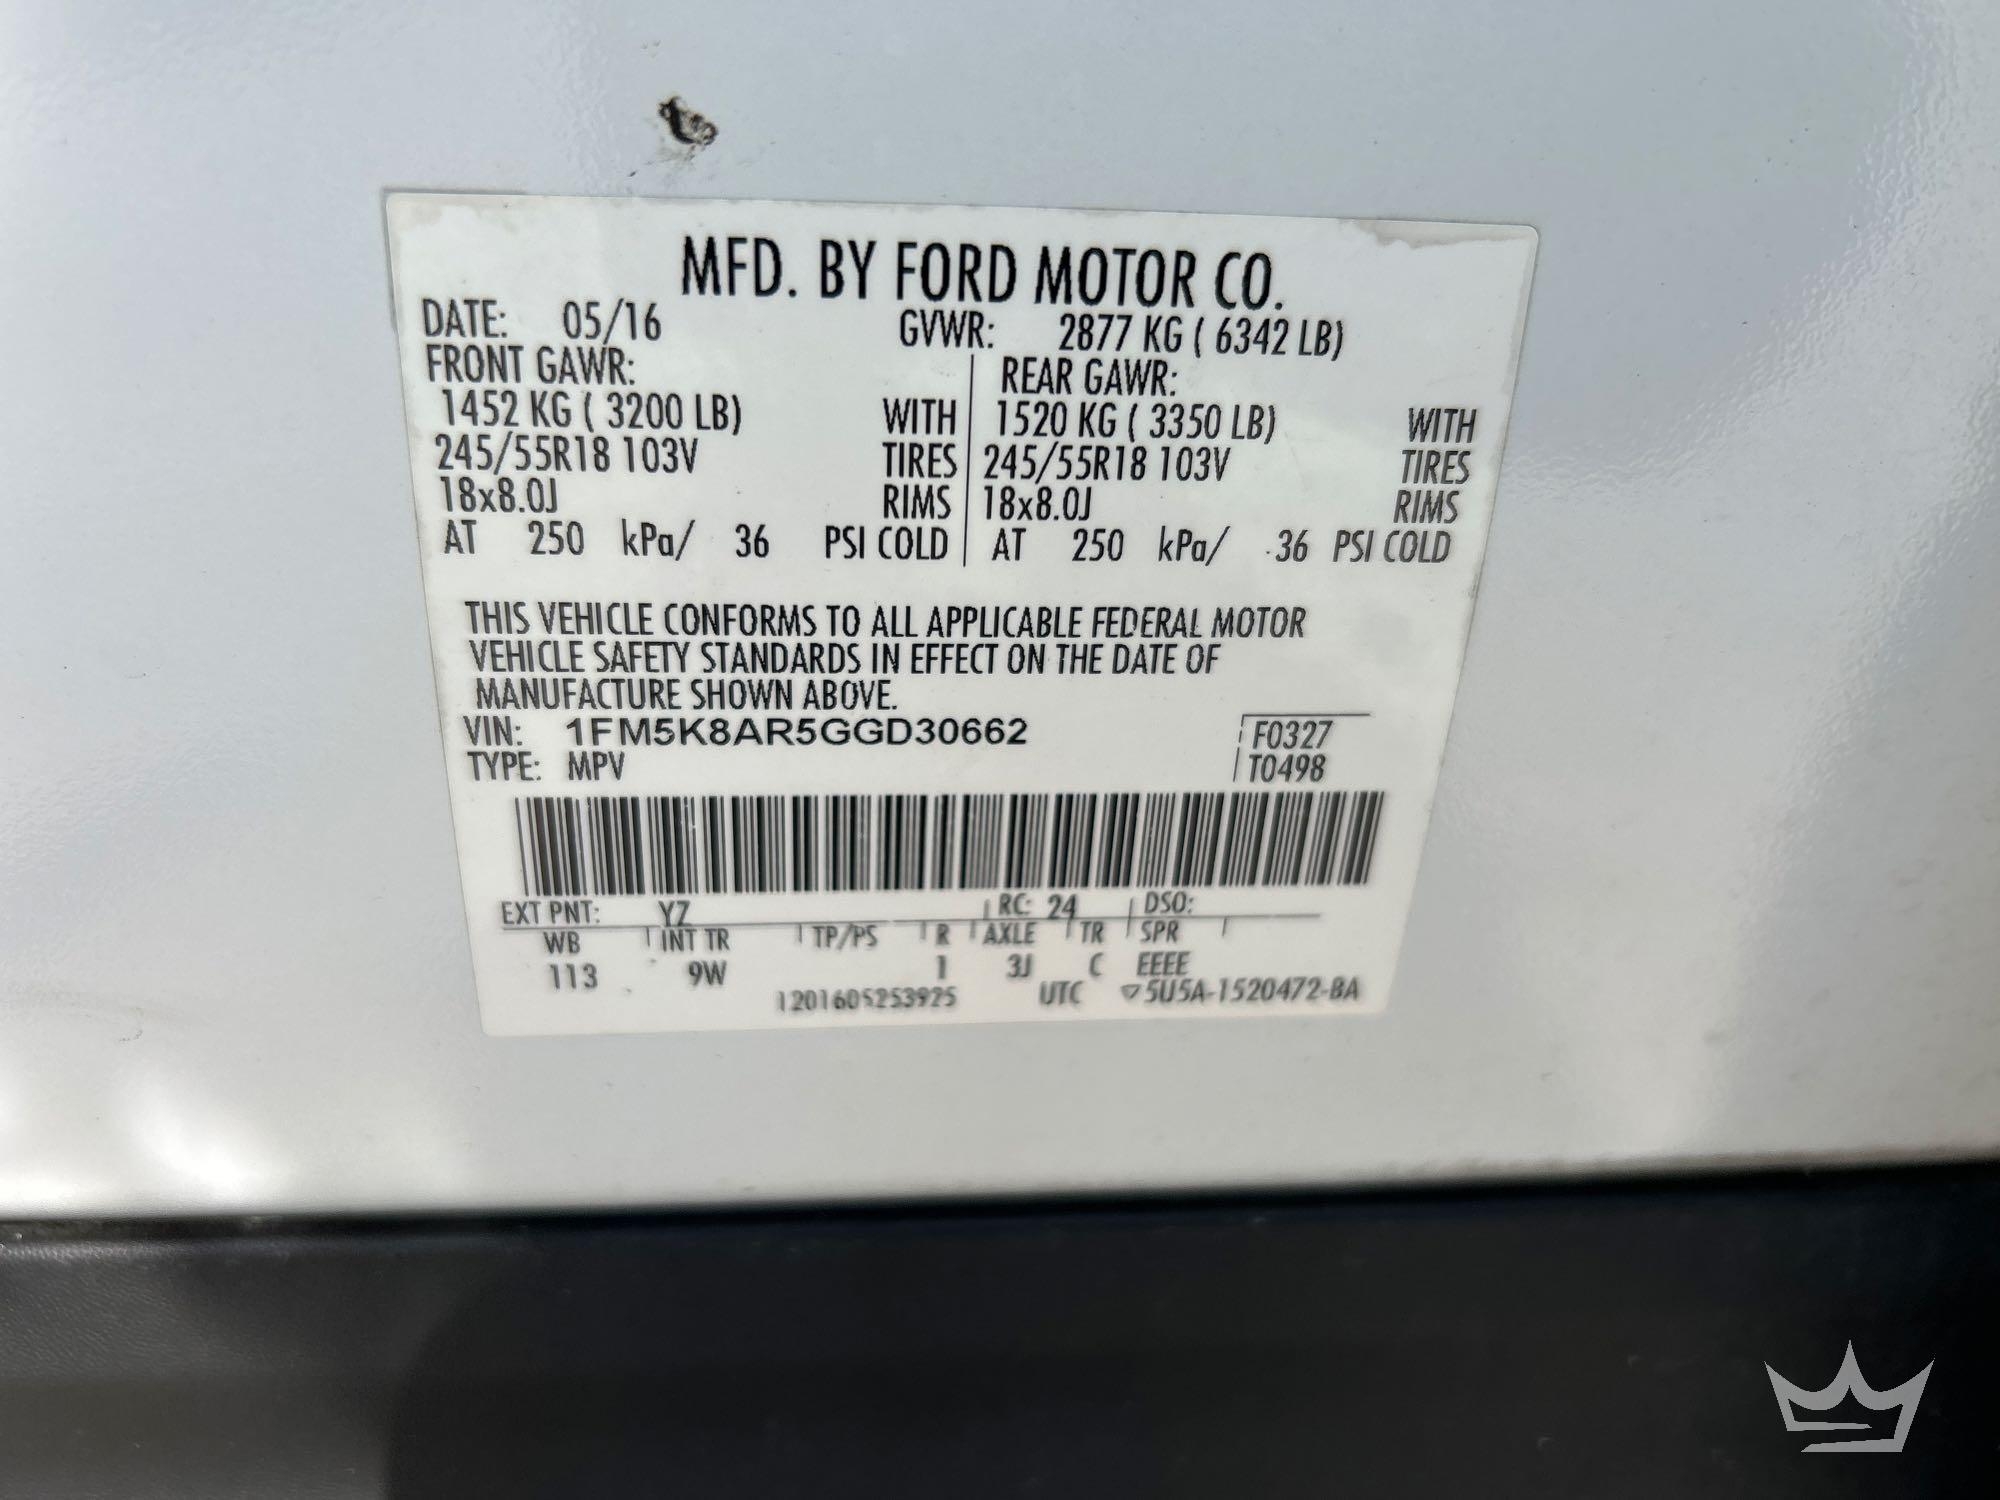 MFD. BY FORD MOTOR CO.
DATE: 05/16 GVWR: 2877 KG ( 6342 LB)
FRONT GAWR: REAR GAWR:
1452 KG ( 3200 LB) WITH 1520 KG ( 3350 LB) WITH
245/55R18 103V TIRES 245/55R18 103V TIRES
18x8.0J RIMS 18x8.0J RIMS
AT 250 kPa/ 36 PSI COLD AT 250 kPa/ 36 PSI COLD
THIS VEHICLE CONFORMS TO ALL APPLICABLE FEDERAL MOTOR
VEHICLE SAFETY STANDARDS IN EFFECT ON THE DATE OF
MANUFACTURE SHOWN ABOVE.
VIN: 1FM5K8AR5GGD30662 F0327
TYPE: MPV T0498
EXT PNT: YZ RC: 24 DSO:
WB INT TR TP/PS R AXLE TR SPR
113 9W 1 3J C EEEE
1201605253925 UTC ▽5U5A-1520472-BA